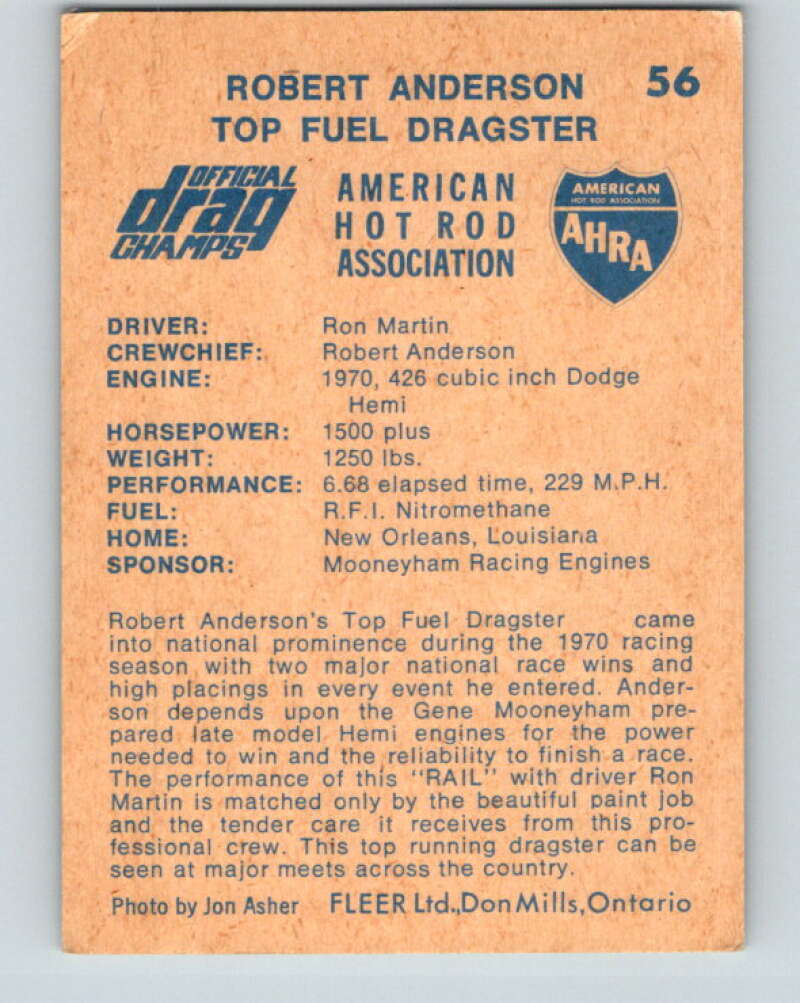 ROBERT ANDERSON 56
TOP FUEL DRAGSTER
OFFICIAL
drag
CHAMPS
AMERICAN
HOT ROD
ASSOCIATION
AMERICAN
HOT ROD ASSOCIATION
AHRA
DRIVER: Ron Martin
CREWCHIEF: Robert Anderson
ENGINE: 1970, 426 cubic inch Dodge
Hemi
HORSEPOWER: 1500 plus
WEIGHT: 1250 lbs.
PERFORMANCE: 6.68 elapsed time, 229 M.P.H.
FUEL: R.F.I. Nitromethane
HOME: New Orleans, Louisiana
SPONSOR: Mooneyham Racing Engines
Robert Anderson's Top Fuel Dragster came
into national prominence during the 1970 racing
season with two major national race wins and
high placings in every event he entered. Ander-
son depends upon the Gene Mooneyham pre-
pared late model Hemi engines for the power
needed to win and the reliability to finish a race.
The performance of this "RAIL" with driver Ron
Martin is matched only by the beautiful paint job
and the tender care it receives from this pro-
fessional crew. This top running dragster can be
seen at major meets across the country.
Photo by Jon Asher FLEER Ltd., Don Mills, Ontario